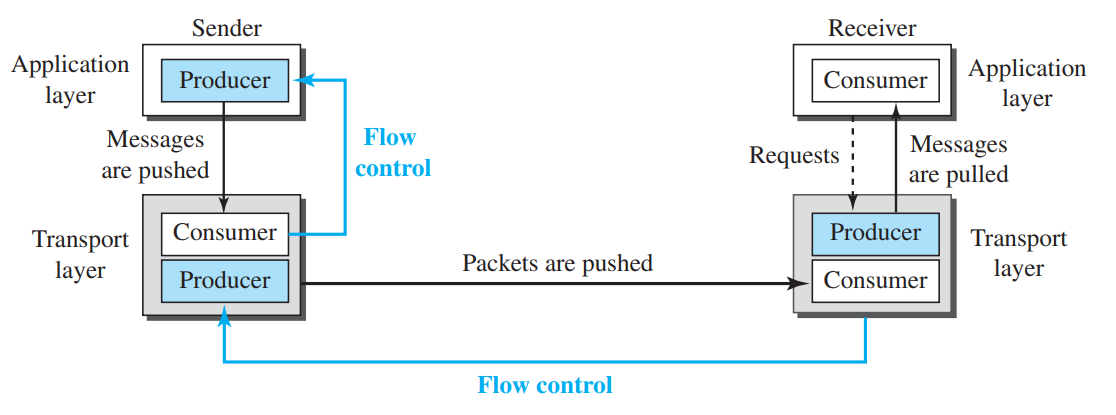 Sender
Receiver
Application
layer
Producer
Consumer
Application
layer
Messages
are pushed
Flow
control
Requests
Messages
are pulled
Transport
layer
Consumer
Producer
Packets are pushed
Producer
Consumer
Transport
layer
Flow control